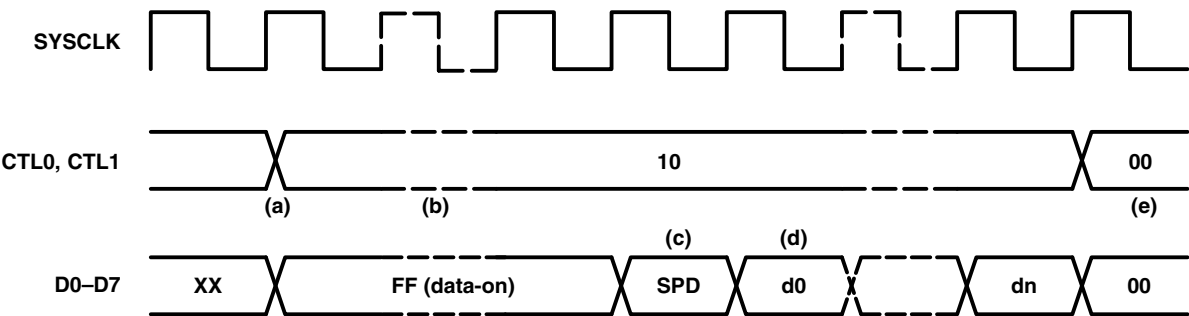 SYSCLK
CTL0, CTL1 10 00
(a) (b) (e)
(c) (d)
D0–D7 XX FF (data-on) SPD d0 dn 00